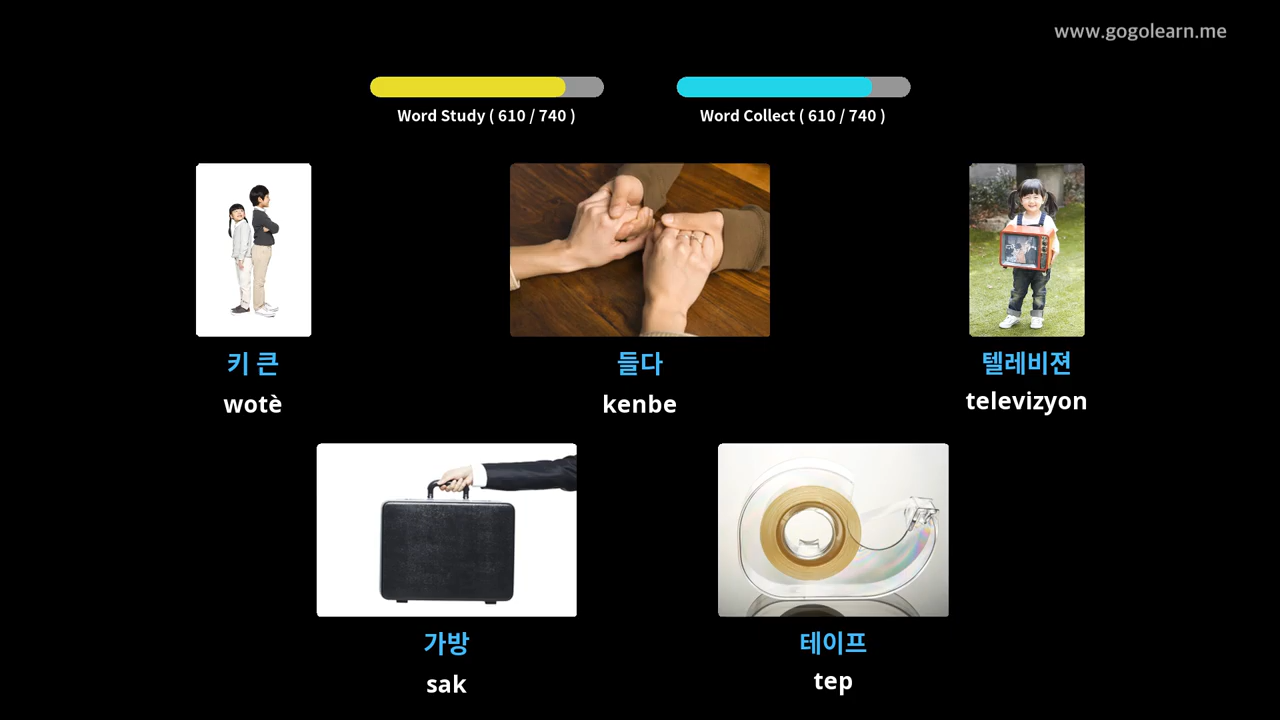 www.gogolearn.me
Word Study ( 610 / 740 )
Word Collect ( 610 / 740 )
키 큰
wotè
들다
kenbe
텔레비젼
televizyon
가방
sak
테이프
tep